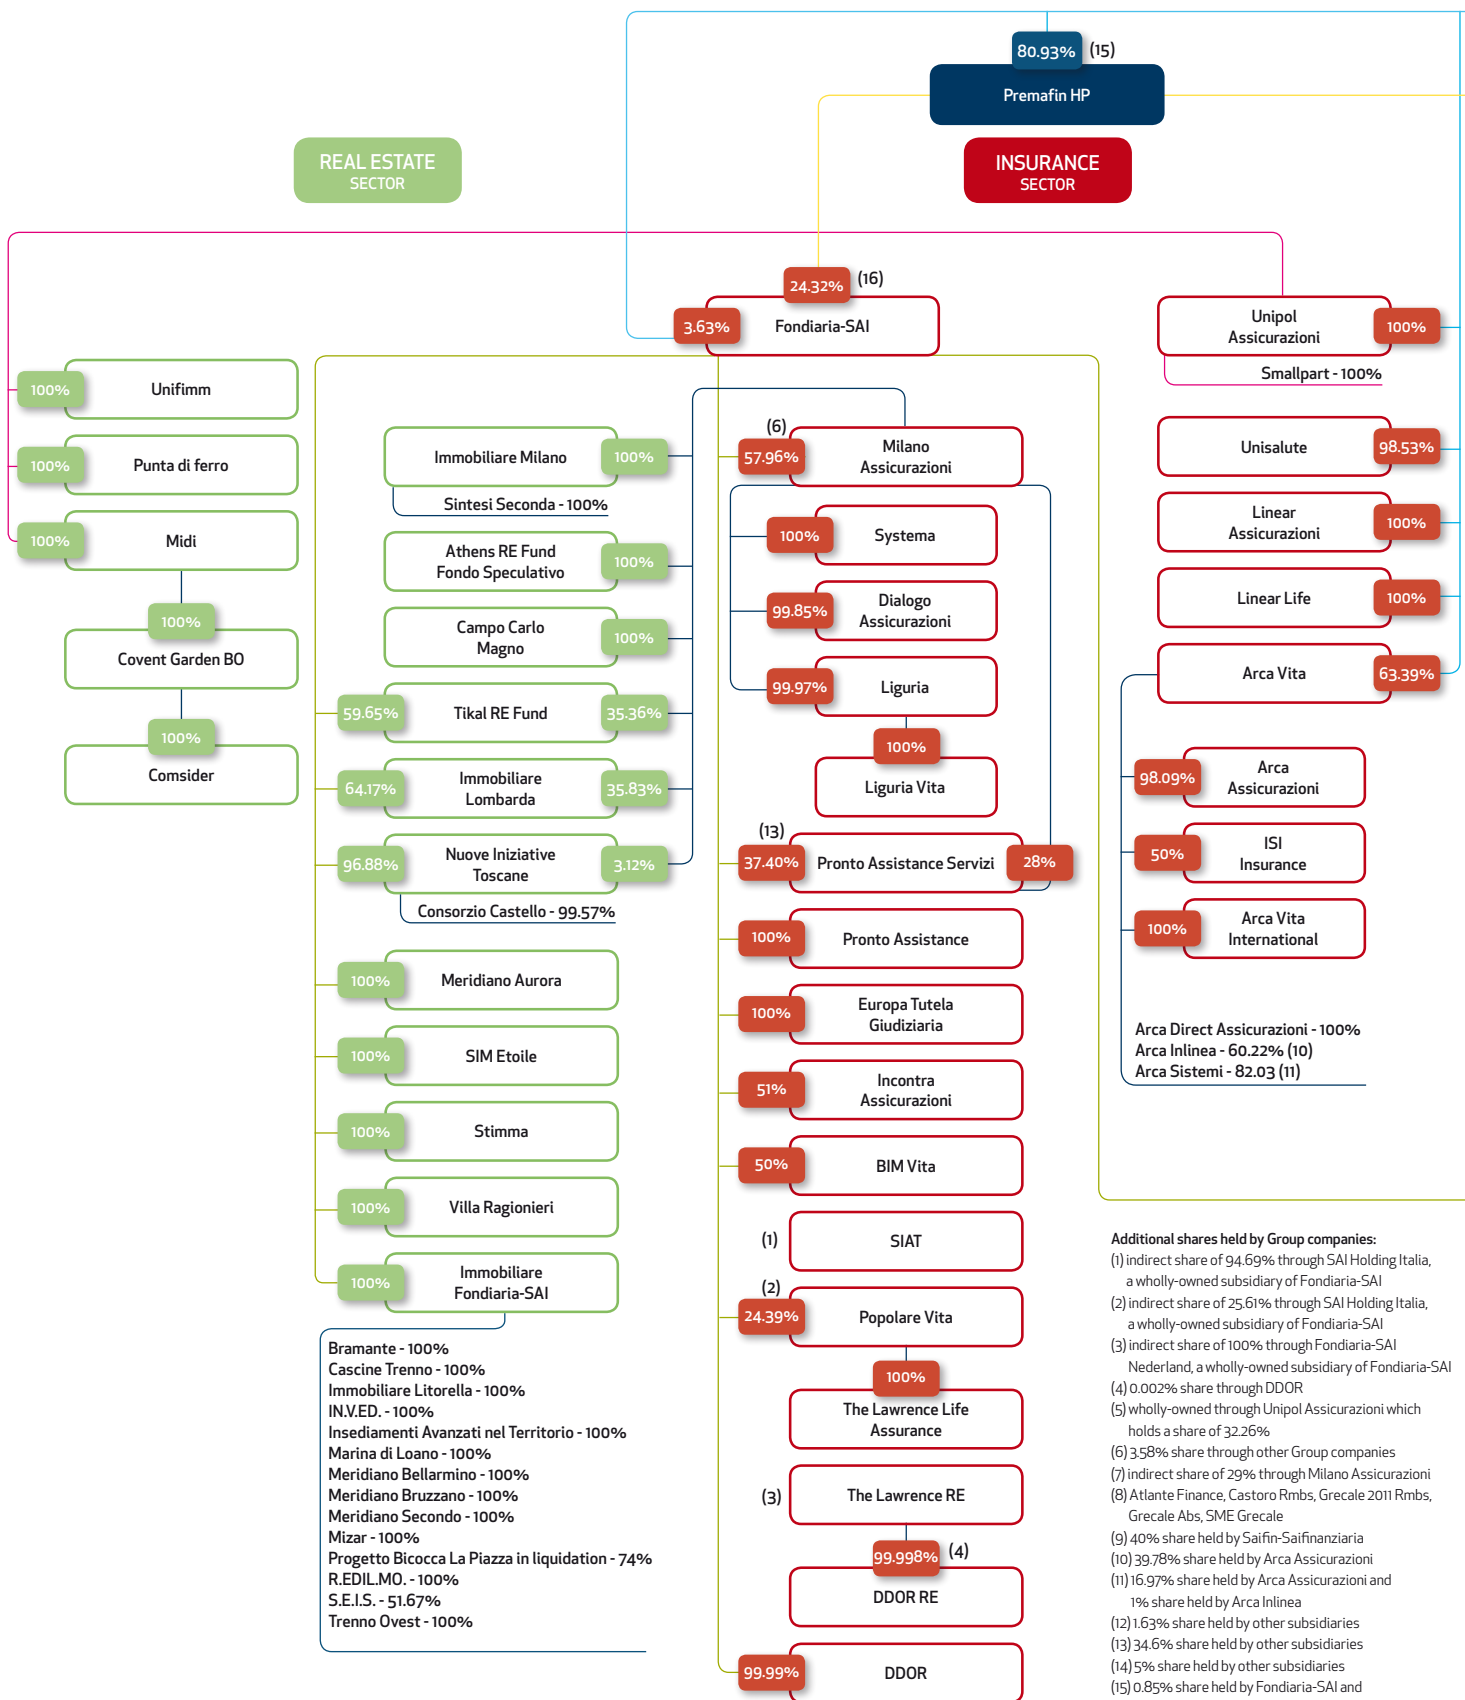 80.93% (15)
Premafin HP
REAL ESTATE
SECTOR
INSURANCE
SECTOR
24.32% (16)
3.63% Fondiaria-SAI
Unipol
Assicurazioni
100%
Smallpart - 100%
100% Unifimm
100% Punta di ferro
100% Midi
100%
Covent Garden BO
100%
Comsider
Immobiliare Milano 100%
Sintesi Seconda - 100%
Athens RE Fund
Fondo Speculativo
100%
Campo Carlo
Magno
100%
59.65% Tikal RE Fund 35.36%
64.17% Immobiliare
Lombarda
35.83%
96.88% Nuove Iniziative
Toscane
3.12%
Consorzio Castello - 99.57%
100% Meridiano Aurora
100% SIM Etoile
100% Stimma
100% Villa Ragionieri
100% Immobiliare
Fondiaria-SAI
Bramante - 100%
Cascine Trenno - 100%
Immobiliare Litorella - 100%
IN.V.ED. - 100%
Insediamenti Avanzati nel Territorio - 100%
Marina di Loano - 100%
Meridiano Bellarmino - 100%
Meridiano Bruzzano - 100%
Meridiano Secondo - 100%
Mizar - 100%
Progetto Bicocca La Piazza in liquidation - 74%
R.EDIL.MO. - 100%
S.E.I.S. - 51.67%
Trenno Ovest - 100%
(6)
57.96% Milano
Assicurazioni
100% Systema
99.85% Dialogo
Assicurazioni
99.97% Liguria
100%
Liguria Vita
(13)
37.40% Pronto Assistance Servizi 28%
100% Pronto Assistance
100% Europa Tutela
Giudiziaria
51% Incontra
Assicurazioni
50% BIM Vita
(1) SIAT
(2)
24.39% Popolare Vita
100%
The Lawrence Life
Assurance
(3) The Lawrence RE
99.998% (4)
DDOR RE
99.99% DDOR
Unisalute 98.53%
Linear
Assicurazioni
100%
Linear Life 100%
Arca Vita 63.39%
98.09% Arca
Assicurazioni
50% ISI
Insurance
100% Arca Vita
International
Arca Direct Assicurazioni - 100%
Arca Inlinea - 60.22% (10)
Arca Sistemi - 82.03 (11)
Additional shares held by Group companies:
(1) indirect share of 94.69% through SAI Holding Italia,
a wholly-owned subsidiary of Fondiaria-SAI
(2) indirect share of 25.61% through SAI Holding Italia,
a wholly-owned subsidiary of Fondiaria-SAI
(3) indirect share of 100% through Fondiaria-SAI
Nederland, a wholly-owned subsidiary of Fondiaria-SAI
(4) 0.002% share through DDOR
(5) wholly-owned through Unipol Assicurazioni which
holds a share of 32.26%
(6) 3.58% share through other Group companies
(7) indirect share of 29% through Milano Assicurazioni
(8) Atlante Finance, Castoro Rmbs, Grecale 2011 Rmbs,
Grecale Abs, SME Grecale
(9) 40% share held by Saifin-Saifinanziaria
(10) 39.78% share held by Arca Assicurazioni
(11) 16.97% share held by Arca Assicurazioni and
1% share held by Arca Inlinea
(12) 1.63% share held by other subsidiaries
(13) 34.6% share held by other subsidiaries
(14) 5% share held by other subsidiaries
(15) 0.85% share held by Fondiaria-SAI and